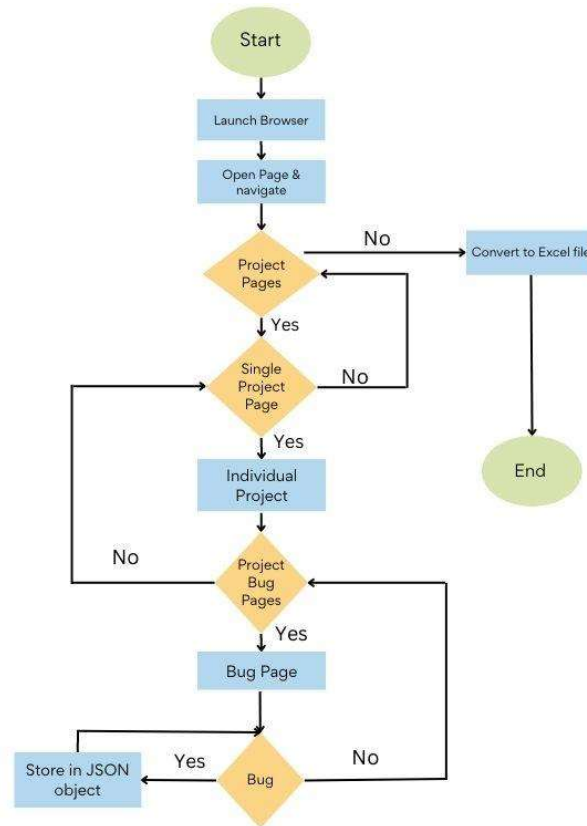 Start
Launch Browser
Open Page &
navigate
No
Convert to Excel file
Project
Pages
Yes
Single
Project
Page
No
Yes
Individual
Project
End
No
Project
Bug
Pages
Yes
Bug Page
Store in JSON
object
Yes
Bug
No